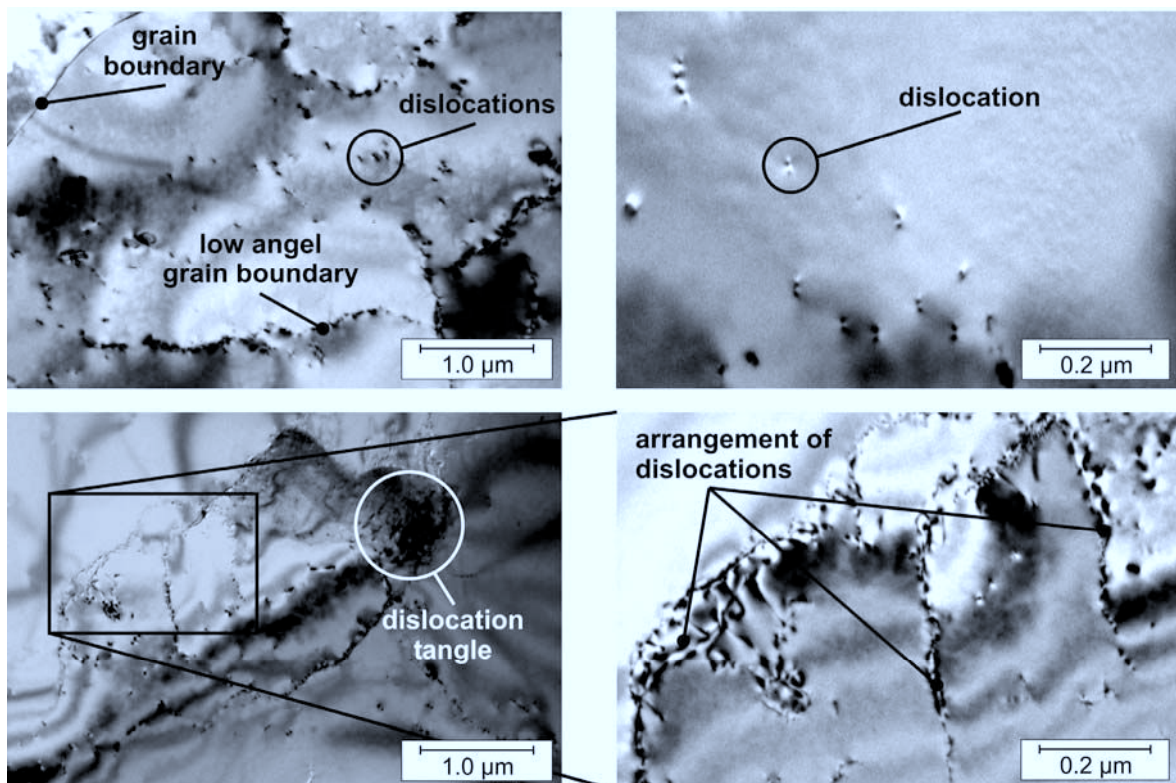 grain
boundary
dislocations
low angel
grain boundary
1.0 µm
dislocation
0.2 µm
dislocation
tangle
1.0 µm
arrangement of
dislocations
0.2 µm